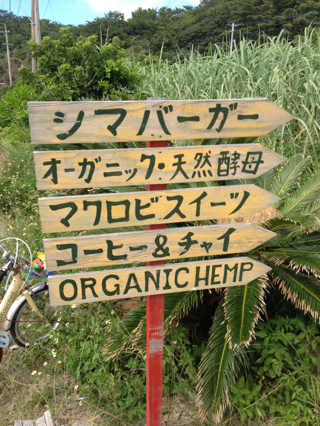 シマバーガー
オーガニック・天然酵母
マクロビスイーツ
コーヒー&チャイ
ORGANIC HEMP